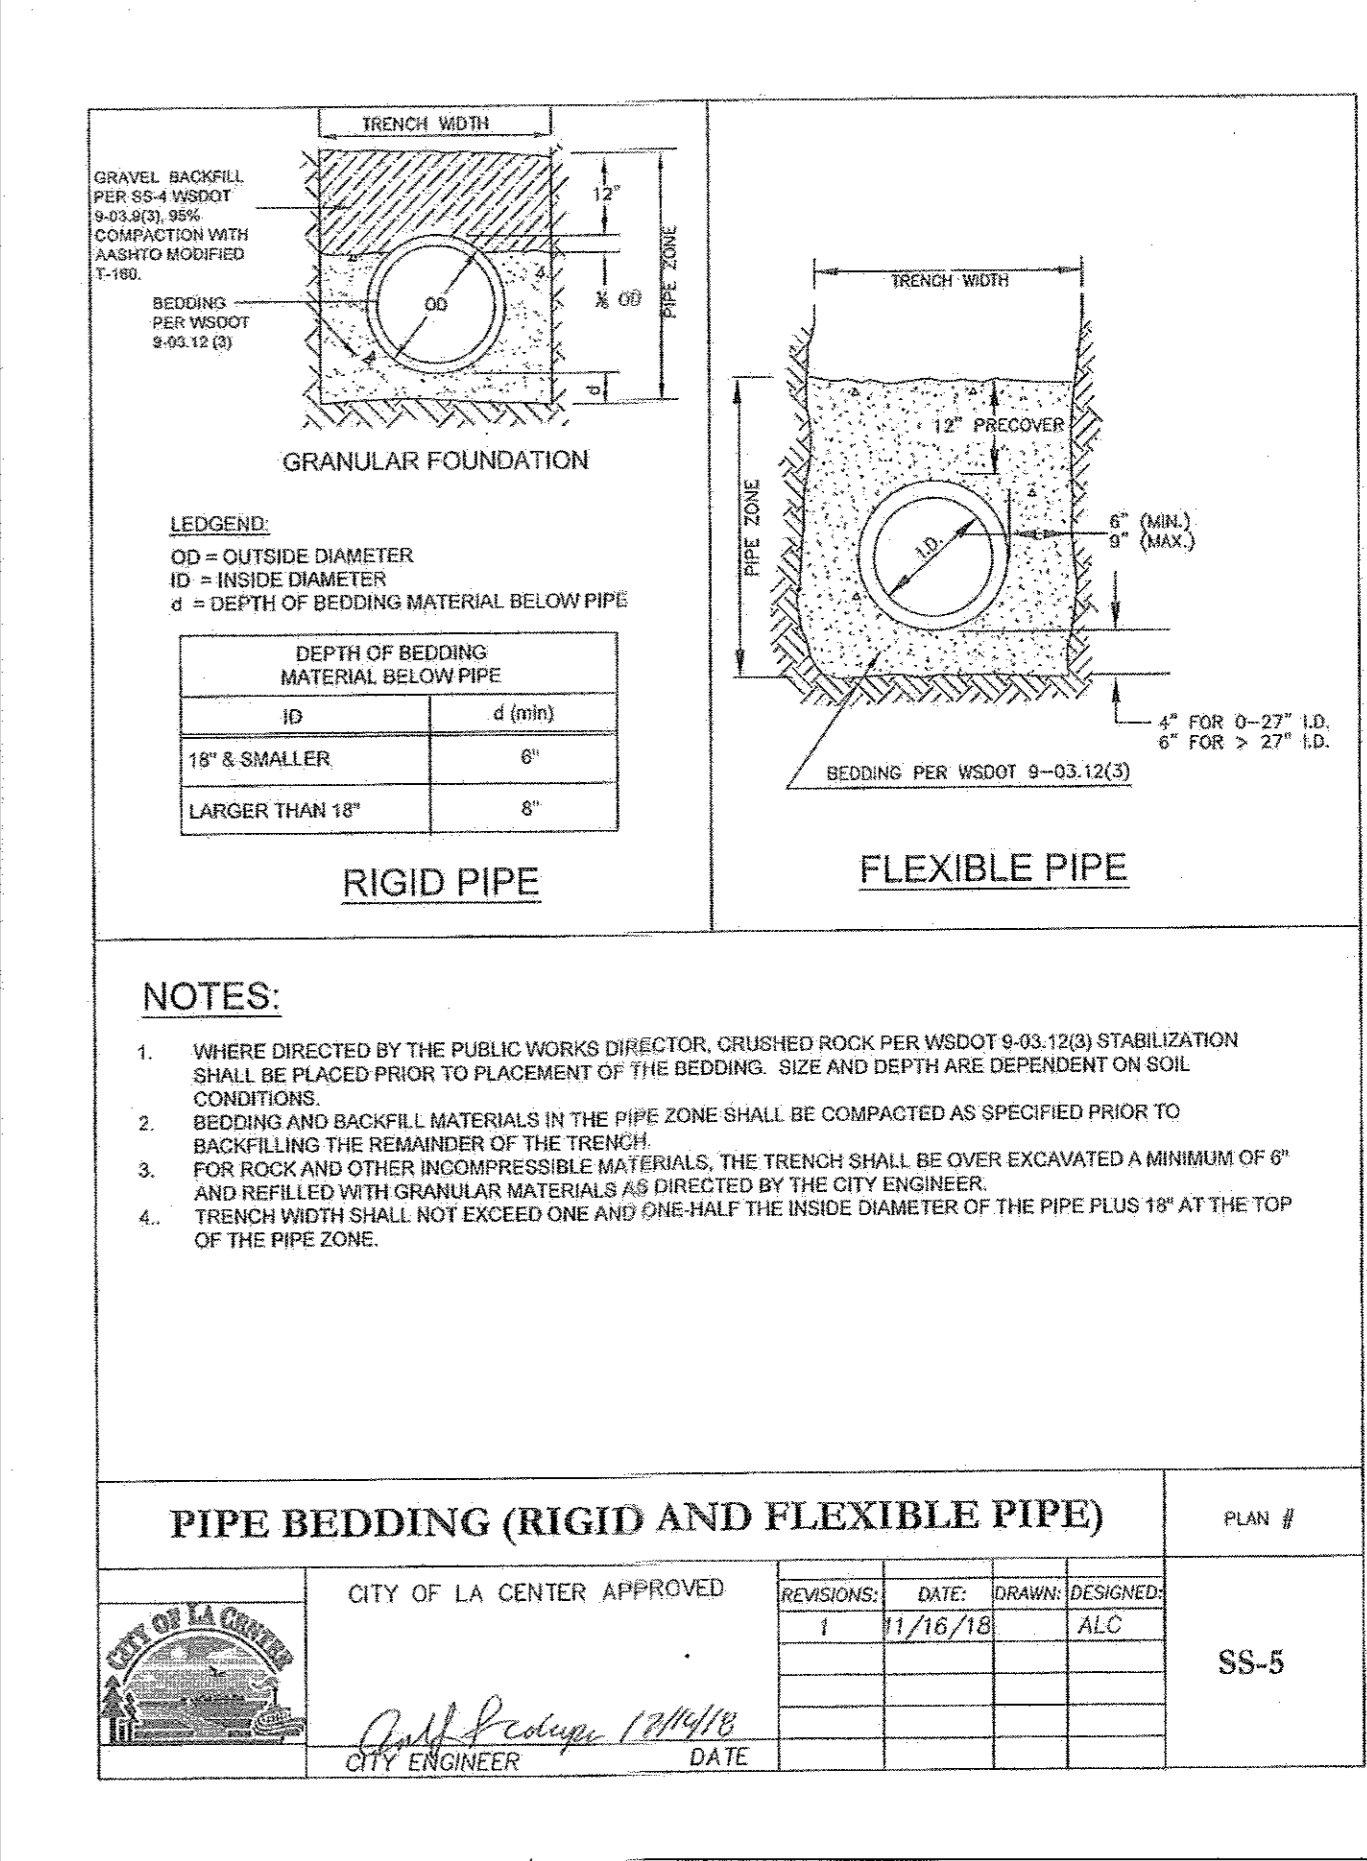 TRENCH WIDTH
GRAVEL BACKFILL
PER SS-4 WSDOT
9-03.9(3), 95%
COMPACTION WITH
AASHTO MODIFIED
T-180.
BEDDING
PER WSDOT
9-03.12 (3)
12"
OD
OD
d
PIPE ZONE
GRANULAR FOUNDATION
LEDGEND:
OD = OUTSIDE DIAMETER
ID = INSIDE DIAMETER
d = DEPTH OF BEDDING MATERIAL BELOW PIPE
DEPTH OF BEDDING
MATERIAL BELOW PIPE
ID d (min)
18" & SMALLER 6"
LARGER THAN 18" 8"
RIGID PIPE
TRENCH WIDTH
12" PRECOVER
PIPE ZONE
I.D.
6" (MIN.)
9" (MAX.)
4" FOR 0-27" I.D.
6" FOR > 27" I.D.
BEDDING PER WSDOT 9-03.12(3)
FLEXIBLE PIPE
NOTES:
1. WHERE DIRECTED BY THE PUBLIC WORKS DIRECTOR, CRUSHED ROCK PER WSDOT 9-03.12(3) STABILIZATION
SHALL BE PLACED PRIOR TO PLACEMENT OF THE BEDDING. SIZE AND DEPTH ARE DEPENDENT ON SOIL
CONDITIONS.
2. BEDDING AND BACKFILL MATERIALS IN THE PIPE ZONE SHALL BE COMPACTED AS SPECIFIED PRIOR TO
BACKFILLING THE REMAINDER OF THE TRENCH.
3. FOR ROCK AND OTHER INCOMPRESSIBLE MATERIALS, THE TRENCH SHALL BE OVER EXCAVATED A MINIMUM OF 6"
AND REFILLED WITH GRANULAR MATERIALS AS DIRECTED BY THE CITY ENGINEER.
4.. TRENCH WIDTH SHALL NOT EXCEED ONE AND ONE-HALF THE INSIDE DIAMETER OF THE PIPE PLUS 18" AT THE TOP
OF THE PIPE ZONE.
PIPE BEDDING (RIGID AND FLEXIBLE PIPE)
PLAN #
SS-5
CITY OF LA CENTER
CITY OF LA CENTER APPROVED
12/14/18
CITY ENGINEER DATE
REVISIONS: DATE: DRAWN: DESIGNED:
1 11/16/18 ALC